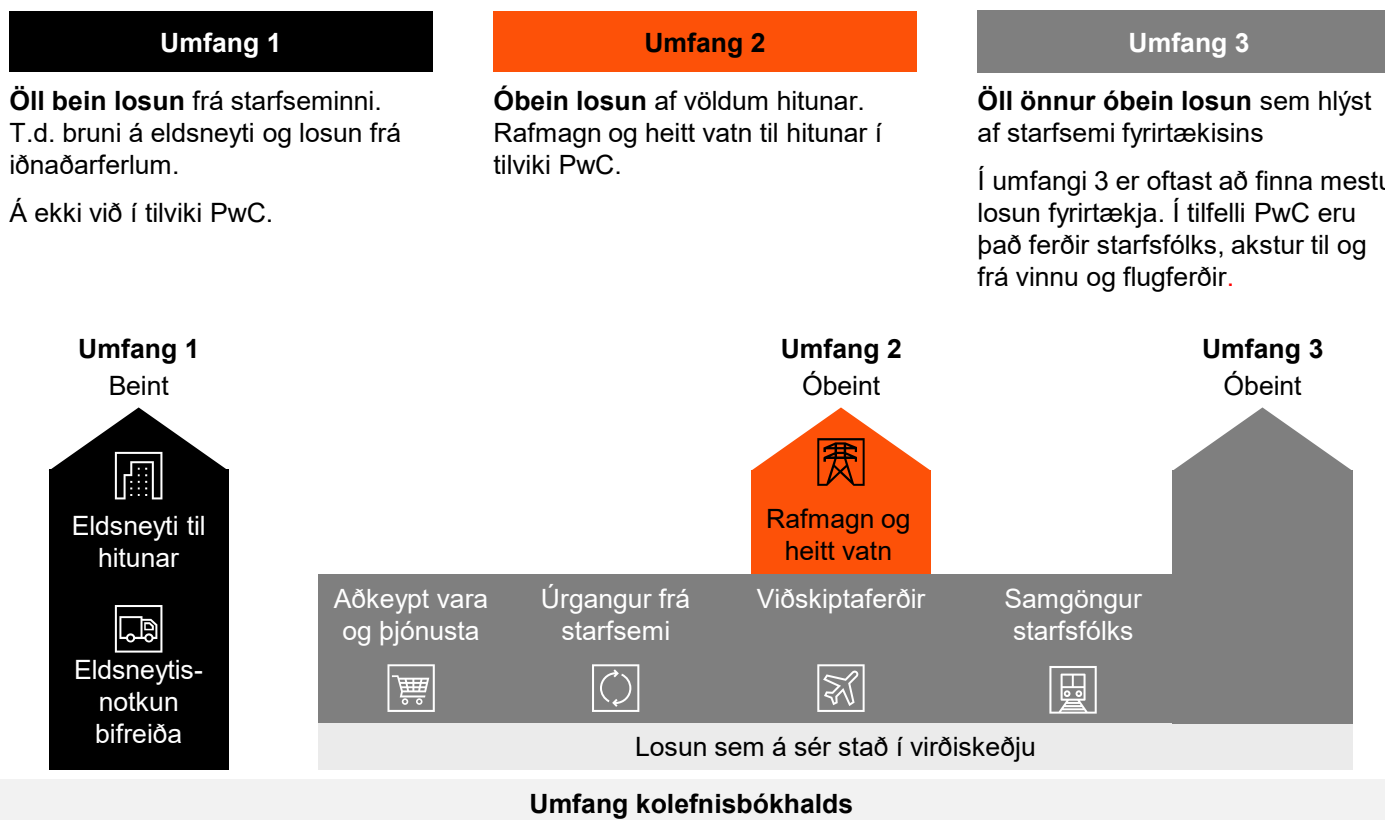 Umfang 1
Öll bein losun frá starfseminni.
T.d. bruni á eldsneyti og losun frá
iðnaðarferlum.
Á ekki við í tilviki PwC.
Umfang 2
Óbein losun af völdum hitunar.
Rafmagn og heitt vatn til hitunar í
tilviki PwC.
Umfang 3
Öll önnur óbein losun sem hlýst
af starfsemi fyrirtækisins
Í umfangi 3 er oftast að finna mestu
losun fyrirtækja. Í tilfelli PwC eru
það ferðir starfsfólks, akstur til og
frá vinnu og flugferðir.
Umfang 1
Beint
Eldsneyti til
hitunar
Eldsneytis-
notkun
bifreiða
Umfang 2
Óbeint
Rafmagn og
heitt vatn
Umfang 3
Óbeint
Aðkeypt vara
og þjónusta
Úrgangur frá
starfsemi
Viðskiptaferðir
Samgöngur
starfsfólks
Losun sem á sér stað í virðiskeðju
Umfang kolefnisbókhalds